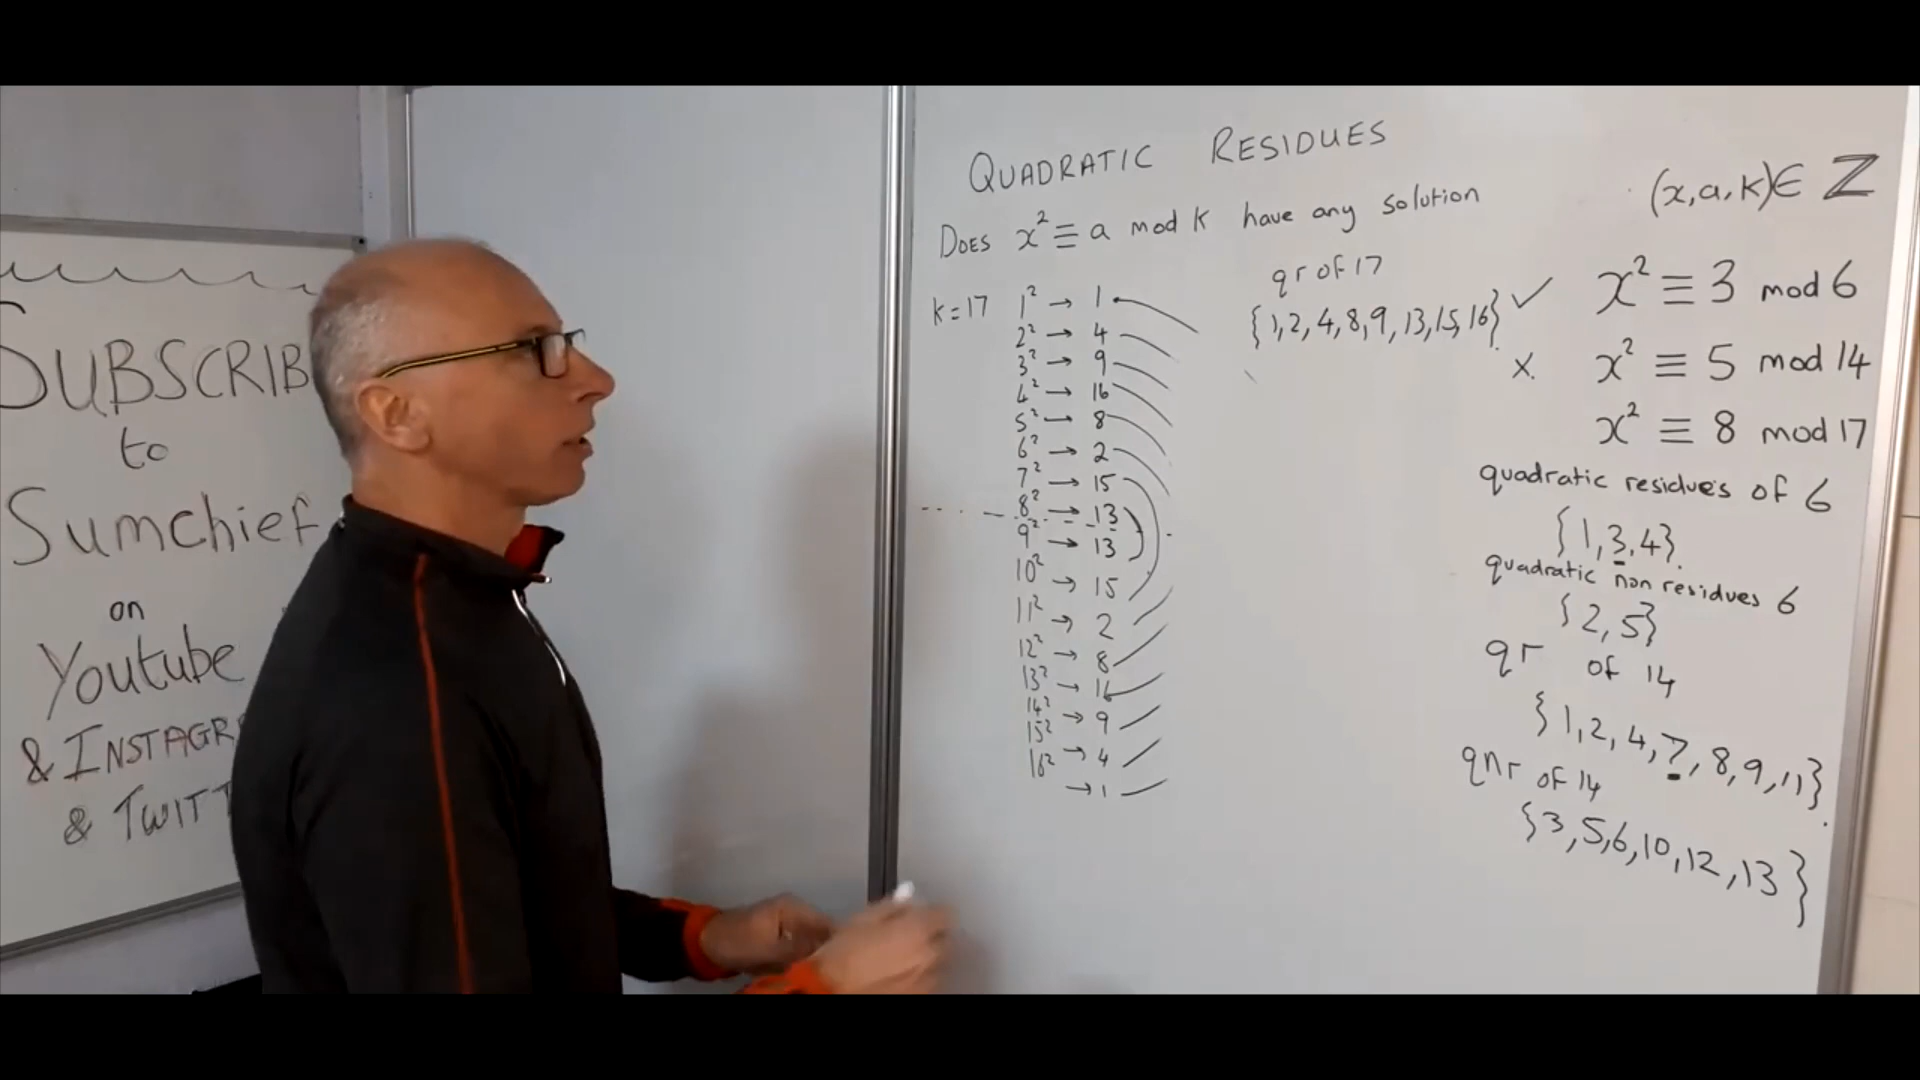 SUBSCRIB
to
Sumchief
on
Youtube
& INSTAGR
& TWITT
QUADRATIC RESIDUES
DOES x² ≡ a mod k have any solution
(x, a, k) ∈ ℤ
k = 17
1² → 1
2² → 4
3² → 9
4² → 16
5² → 8
6² → 2
7² → 15
8² → 13
9² → 13
10² → 15
11² → 2
12² → 8
13² → 16
14² → 9
15² → 4
16² → 1
qr of 17
{1, 2, 4, 8, 9, 13, 15, 16}
✓ x² ≡ 3 mod 6
x. x² ≡ 5 mod 14
x² ≡ 8 mod 17
quadratic residues of 6
{1, 3, 4}.
quadratic non residues 6
{2, 5}
qr of 14
{1, 2, 4, 7, 8, 9, 11}
qnr of 14
{3, 5, 6, 10, 12, 13}